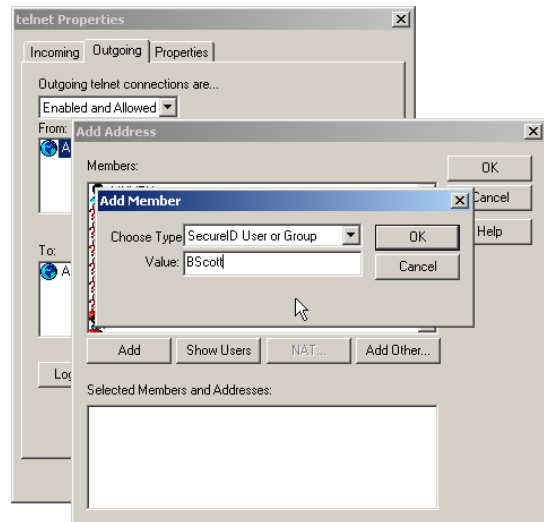 telnet Properties
Incoming Outgoing Properties
Outgoing telnet connections are...
Enabled and Allowed
From:
A
Add Address
Members:
OK
Cancel
Help
Add Member
Choose Type SecureID User or Group
OK
Value: BScott
Cancel
To:
A
Add Show Users NAT... Add Other...
Log
Selected Members and Addresses: